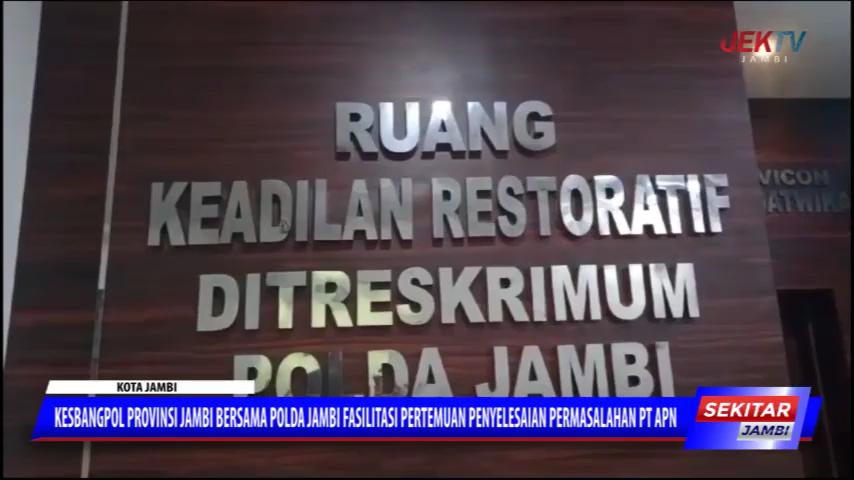 JEKTV
JAMBI
RUANG
KEADILAN RESTORATIF
DITRESKRIMUM
POLDA JAMBI
VICON
KOTA JAMBI
KESBANGPOL PROVINSI JAMBI BERSAMA POLDA JAMBI FASILITASI PERTEMUAN PENYELESAIAN PERMASALAHAN PT APN
SEKITAR
JAMBI